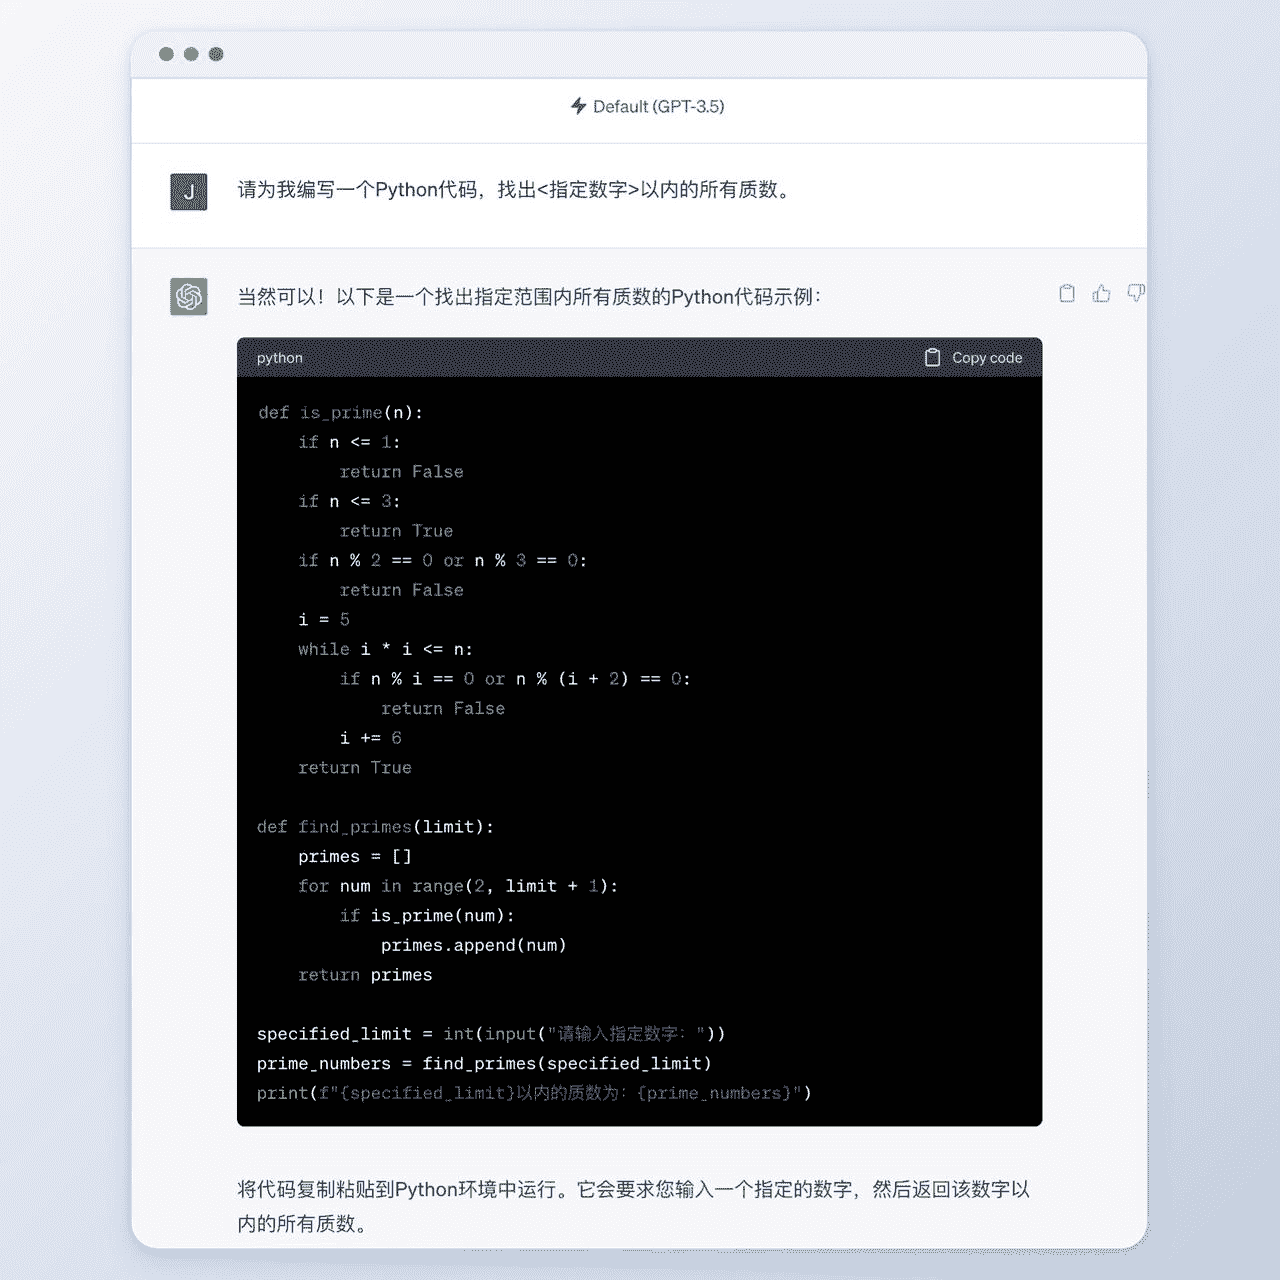 Default (GPT-3.5)
J
请为我编写一个Python代码，找出<指定数字>以内的所有质数。
当然可以！以下是一个找出指定范围内所有质数的Python代码示例：
python
Copy code
def is_prime(n):
    if n <= 1:
        return False
    if n <= 3:
        return True
    if n % 2 == 0 or n % 3 == 0:
        return False
    i = 5
    while i * i <= n:
        if n % i == 0 or n % (i + 2) == 0:
            return False
        i += 6
    return True
def find_primes(limit):
    primes = []
    for num in range(2, limit + 1):
        if is_prime(num):
            primes.append(num)
    return primes
specified_limit = int(input("请输入指定数字："))
prime_numbers = find_primes(specified_limit)
print(f"{specified_limit}以内的质数为：{prime_numbers}")
将代码复制粘贴到Python环境中运行。它会要求您输入一个指定的数字，然后返回该数字以
内的所有质数。